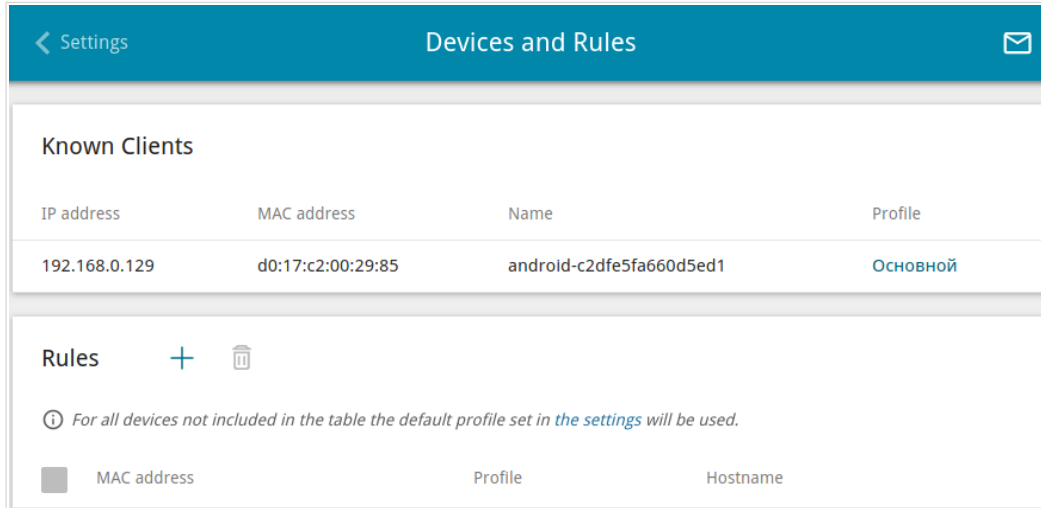 Settings
Devices and Rules
Known Clients
IP address MAC address Name Profile
192.168.0.129 d0:17:c2:00:29:85 android-c2dfe5fa660d5ed1 Основной
Rules
For all devices not included in the table the default profile set in the settings will be used.
MAC address Profile Hostname